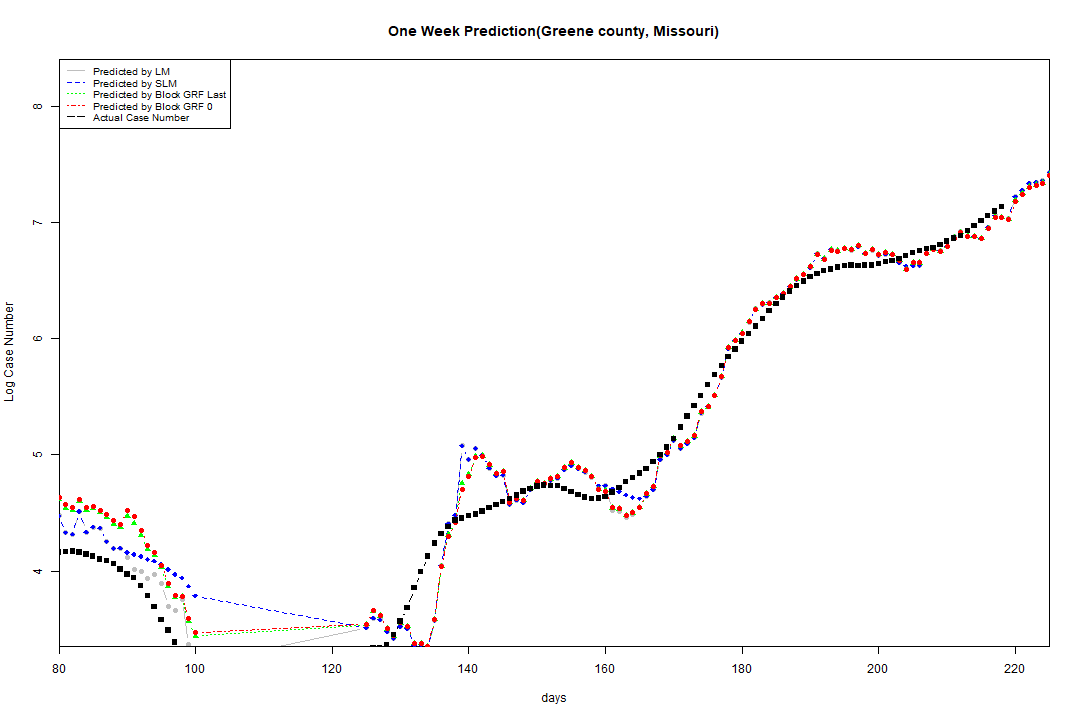 One Week Prediction(Greene county, Missouri)
Predicted by LM
Predicted by SLM
Predicted by Block GRF Last
Predicted by Block GRF 0
Actual Case Number
8
7
6
5
4
Log Case Number
80 100 120 140 160 180 200 220
days